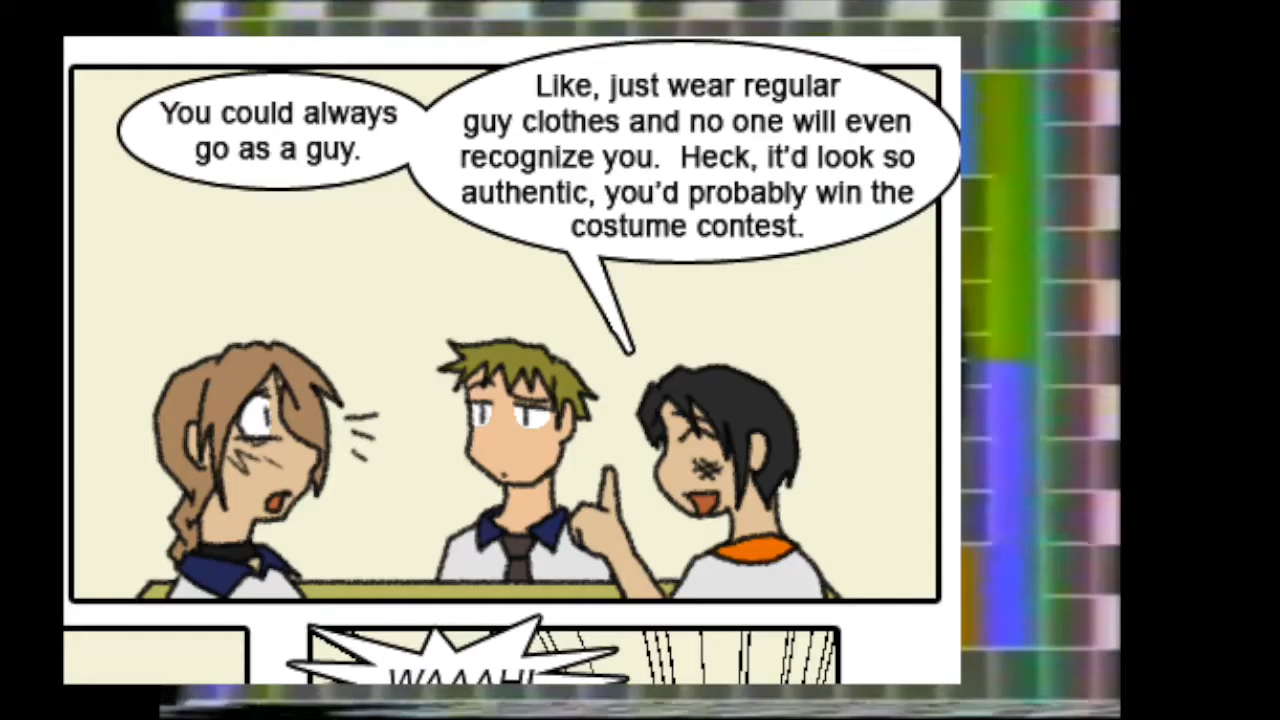 You could always
go as a guy.
Like, just wear regular
guy clothes and no one will even
recognize you. Heck, it'd look so
authentic, you'd probably win the
costume contest.
WAAAH!